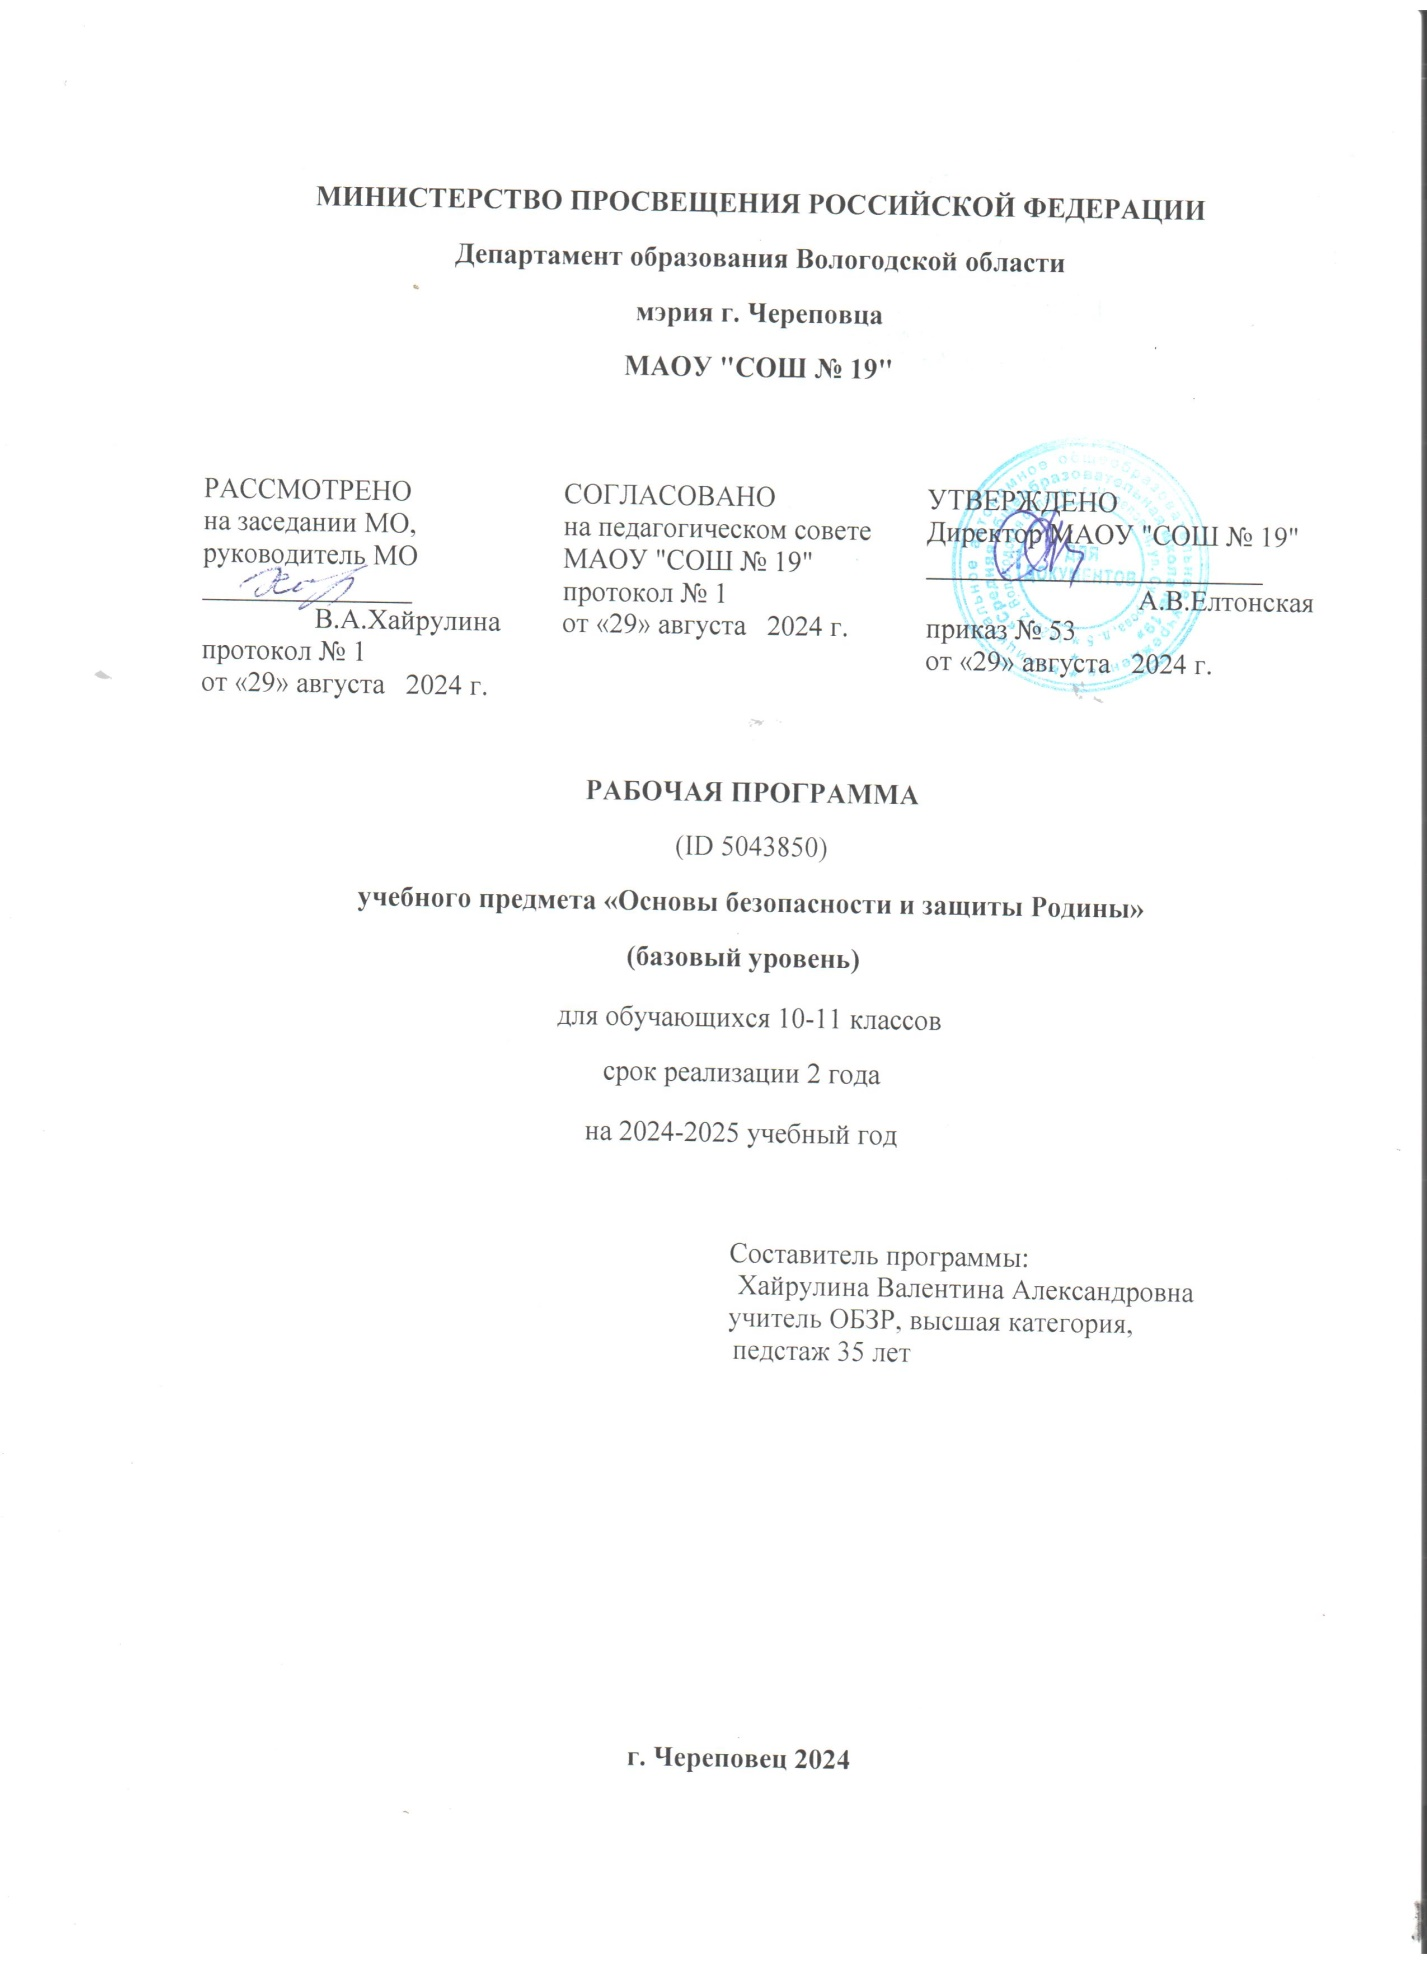 МИНИСТЕРСТВО ПРОСВЕЩЕНИЯ РОССИЙСКОЙ ФЕДЕРАЦИИ
Департамент образования Вологодской области
мэрия г. Череповца
МАОУ "СОШ № 19"
РАССМОТРЕНО
на заседании МО,
руководитель МО
В.А.Хайрулина
протокол № 1
от «29» августа 2024 г.
СОГЛАСОВАНО
на педагогическом совете
МАОУ "СОШ № 19"
протокол № 1
от «29» августа 2024 г.
УТВЕРЖДЕНО
Директор МАОУ "СОШ № 19"
А.В.Елтонская
приказ № 53
от «29» августа 2024 г.
ДЛЯ
ДОКУМЕНТОВ
РАБОЧАЯ ПРОГРАММА
(ID 5043850)
учебного предмета «Основы безопасности и защиты Родины»
(базовый уровень)
для обучающихся 10-11 классов
срок реализации 2 года
на 2024-2025 учебный год
Составитель программы:
Хайрулина Валентина Александровна
учитель ОБЗР, высшая категория,
педстаж 35 лет
г. Череповец 2024